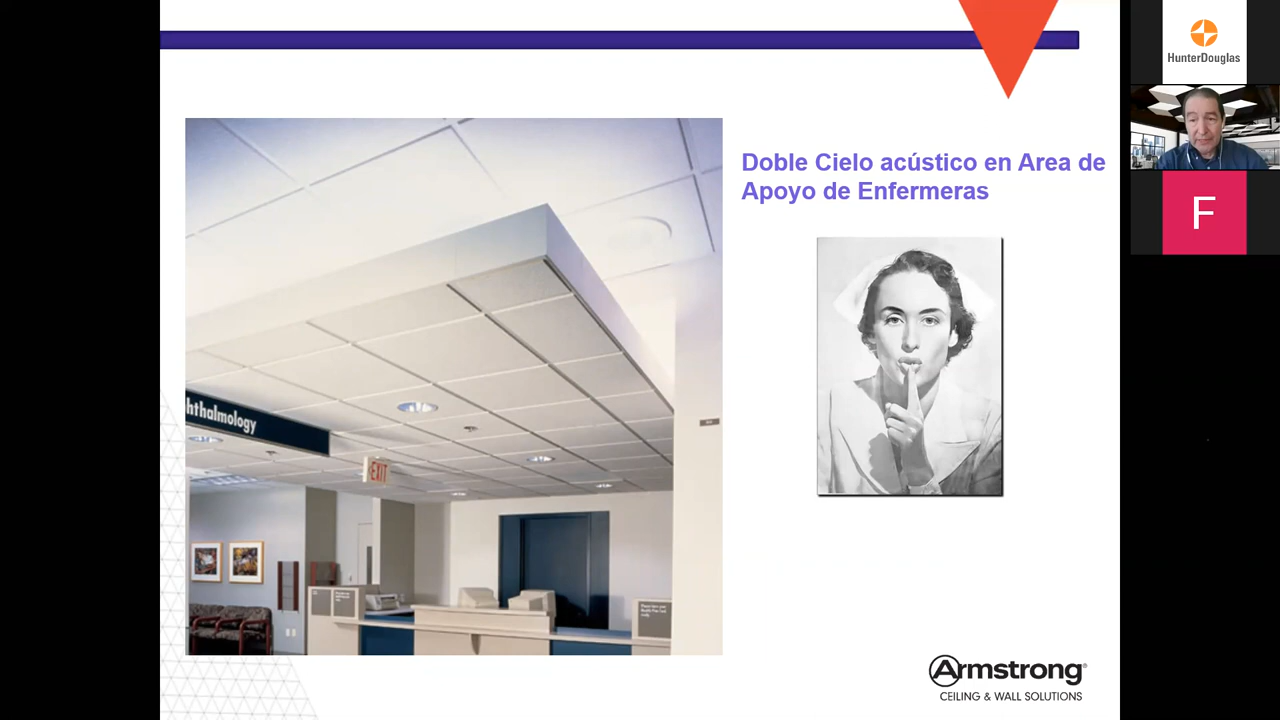 Doble Cielo acústico en Area de
Apoyo de Enfermeras
hthalmology
EXIT
Armstrong®
CEILING & WALL SOLUTIONS
HunterDouglas
F